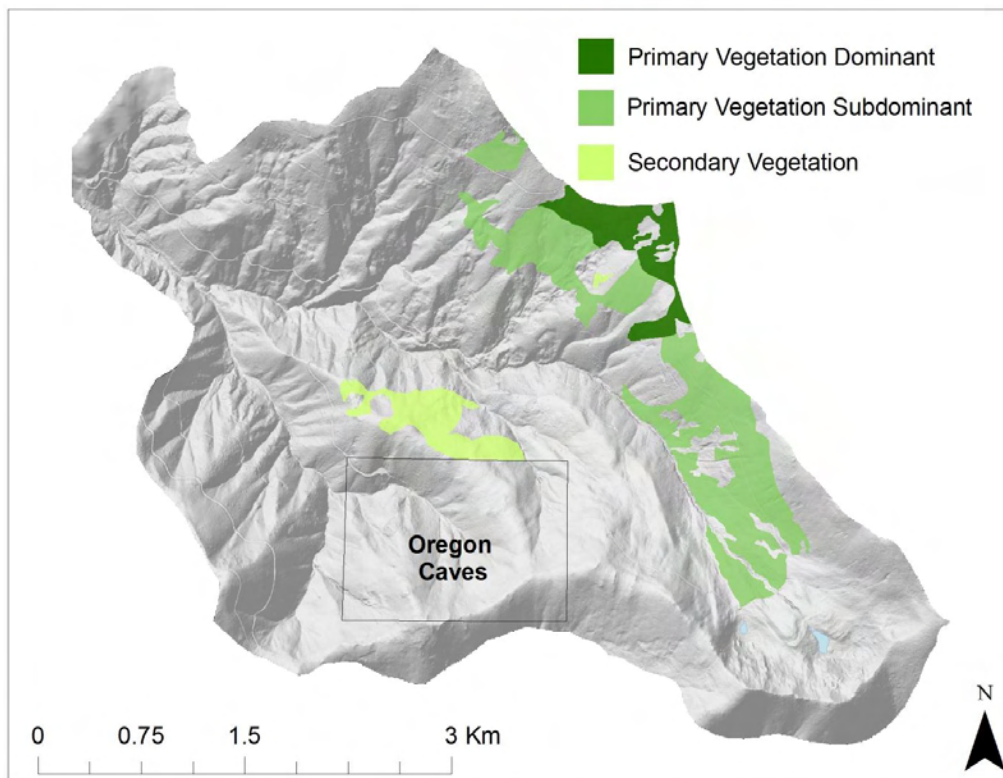 Primary Vegetation Dominant
Primary Vegetation Subdominant
Secondary Vegetation
Oregon
Caves
N
0 0.75 1.5 3 Km